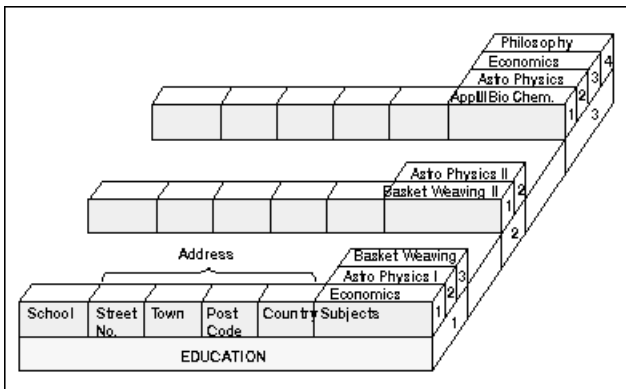 Philosophy
Economics 4
Astro Physics 3
Appl. II Bio Chem. 1 2
3
Astro Physics II 2
Basket Weaving II 1
2
Address
Basket Weaving 3
Astro Physics I 2
Economics 1
School Street No. Town Post Code Country Subjects
1
EDUCATION